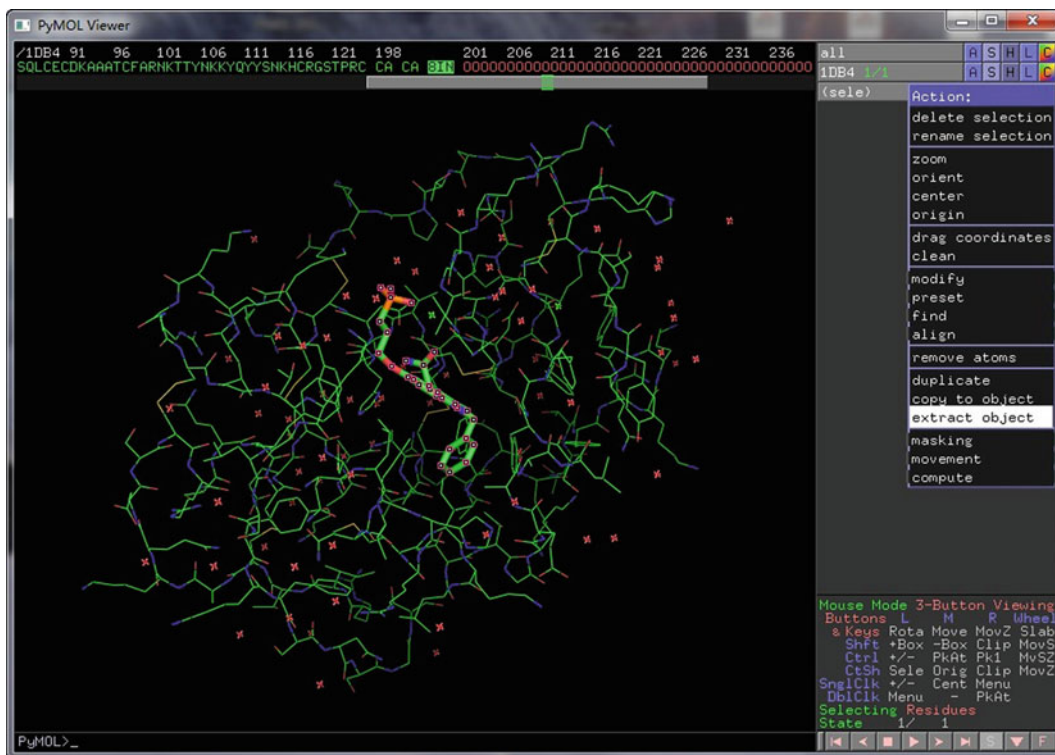 PyMOL Viewer
/1DB4 91 96 101 106 111 116 121 198 201 206 211 216 221 226 231 236
SQLCECDKAAATCFARNKTTYNKKYQYYSNKHCRGSTPRC CA CA 8IN OOOOOOOOOOOOOOOOOOOOOOOOOOOOOOOOOOOOOOO
all A S H L C
1DB4 1/1 A S H L C
(sele)
Action:
delete selection
rename selection
zoom
orient
center
origin
drag coordinates
clean
modify
preset
find
align
remove atoms
duplicate
copy to object
extract object
masking
movement
compute
Mouse Mode 3-Button Viewing
Buttons L M R Wheel
& Keys Rota Move MovZ Slab
Shft +Box -Box Clip MovS
Ctrl +/- PkAt Pk1 MvSZ
CtSh Sele Orig Clip MovZ
SnglClk +/- Cent Menu
DblClk Menu - PkAt
Selecting Residues
State 1/ 1
PyMOL>_
S F